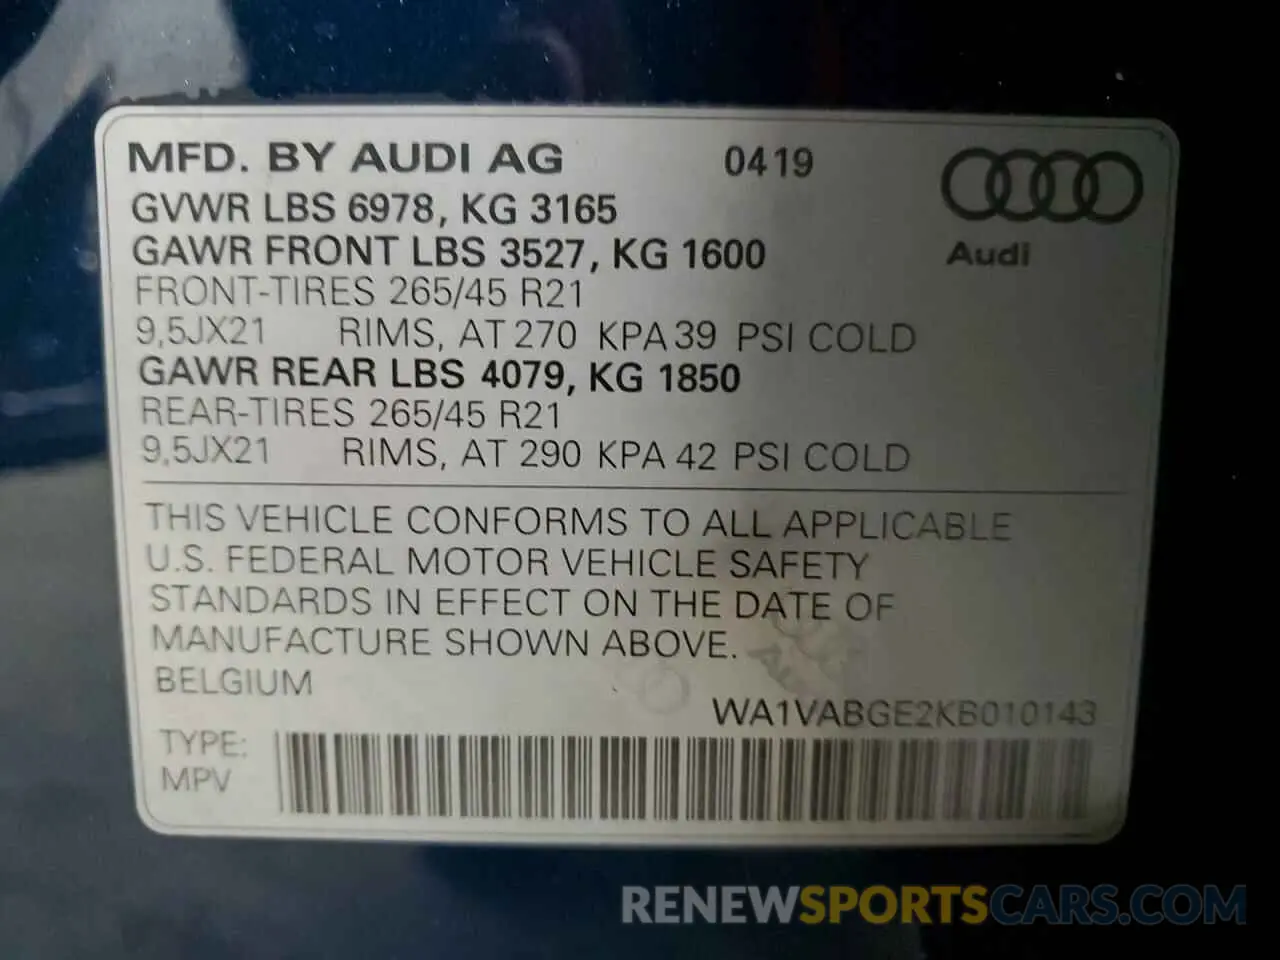 MFD. BY AUDI AG 0419
GVWR LBS 6978, KG 3165
GAWR FRONT LBS 3527, KG 1600
Audi
FRONT-TIRES 265/45 R21
9,5JX21 RIMS, AT 270 KPA 39 PSI COLD
GAWR REAR LBS 4079, KG 1850
REAR-TIRES 265/45 R21
9,5JX21 RIMS, AT 290 KPA 42 PSI COLD
THIS VEHICLE CONFORMS TO ALL APPLICABLE
U.S. FEDERAL MOTOR VEHICLE SAFETY
STANDARDS IN EFFECT ON THE DATE OF
MANUFACTURE SHOWN ABOVE.
BELGIUM
WA1VABGE2KB010143
TYPE:
MPV
RENEWSPORTSCARS.COM